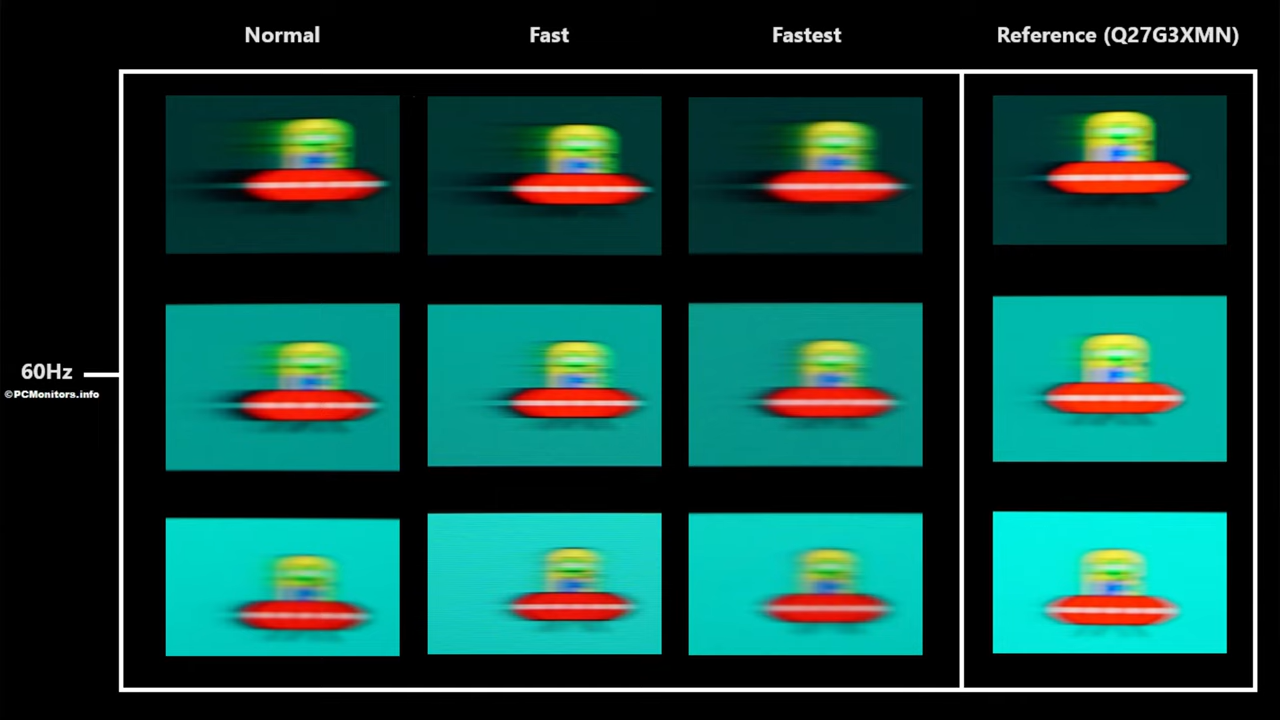 Normal
Fast
Fastest
Reference (Q27G3XMN)
60Hz
©PCMonitors.info